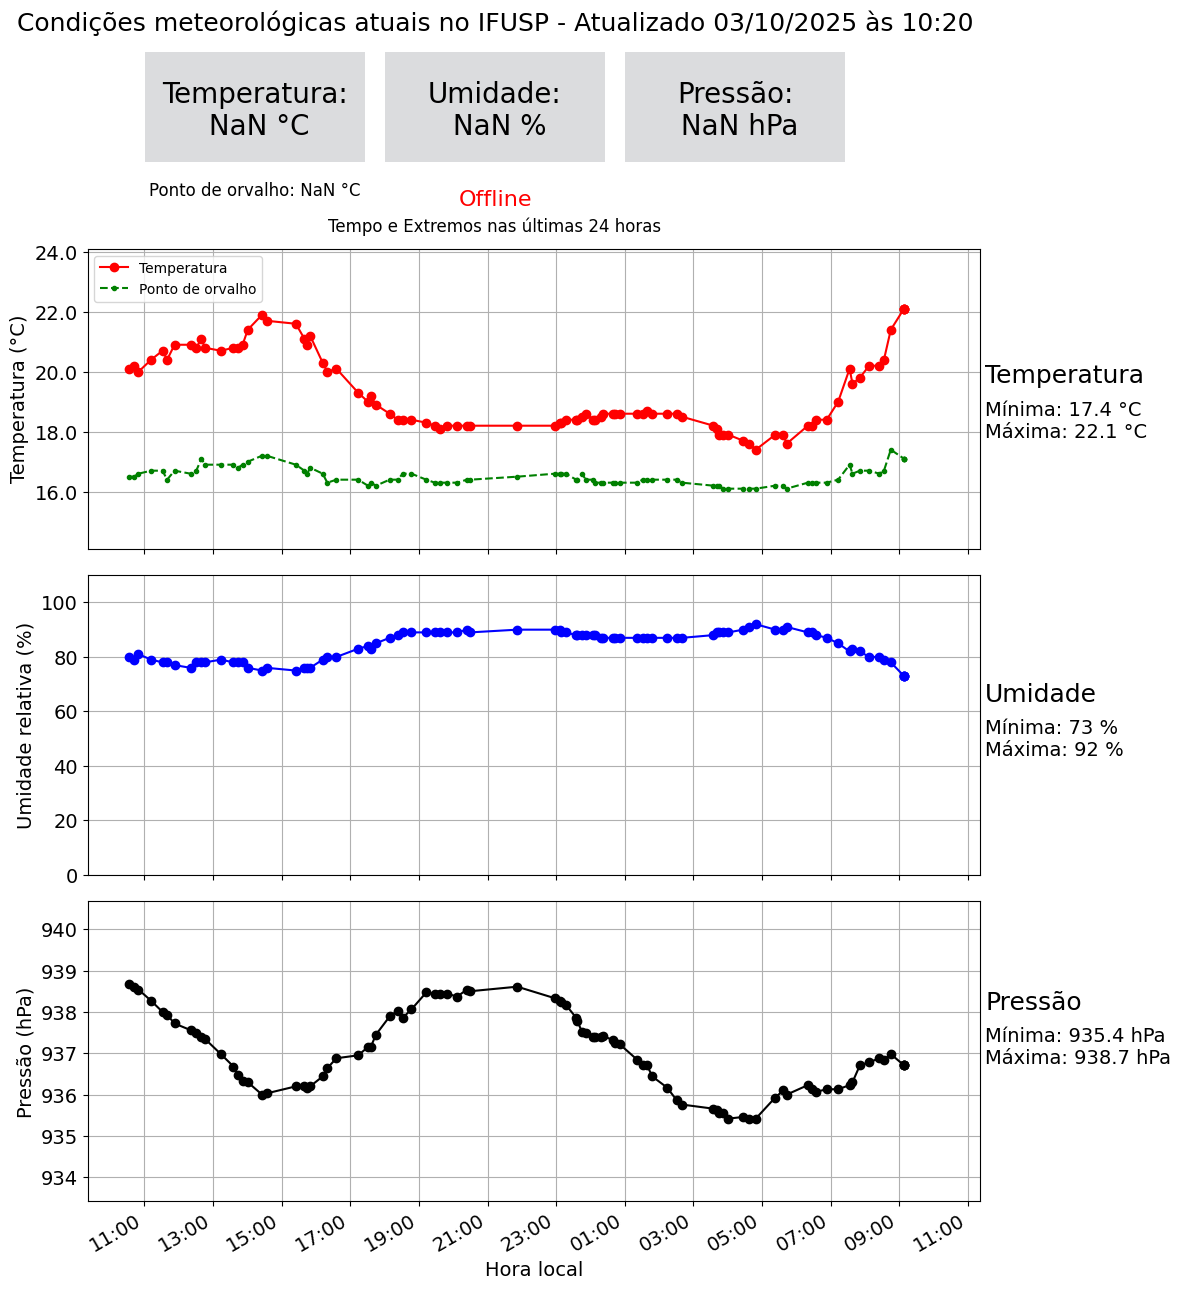 Condições meteorológicas atuais no IFUSP - Atualizado 03/10/2025 às 10:20
Temperatura:
NaN °C
Umidade:
NaN %
Pressão:
NaN hPa
Ponto de orvalho: NaN °C
Offline
Tempo e Extremos nas últimas 24 horas
Temperatura (°C)
24.0
22.0
20.0
18.0
16.0
Temperatura
Ponto de orvalho
Temperatura
Mínima: 17.4 °C
Máxima: 22.1 °C
Umidade relativa (%)
100
80
60
40
20
0
Umidade
Mínima: 73 %
Máxima: 92 %
Pressão (hPa)
940
939
938
937
936
935
934
Pressão
Mínima: 935.4 hPa
Máxima: 938.7 hPa
11:00 13:00 15:00 17:00 19:00 21:00 23:00 01:00 03:00 05:00 07:00 09:00 11:00
Hora local